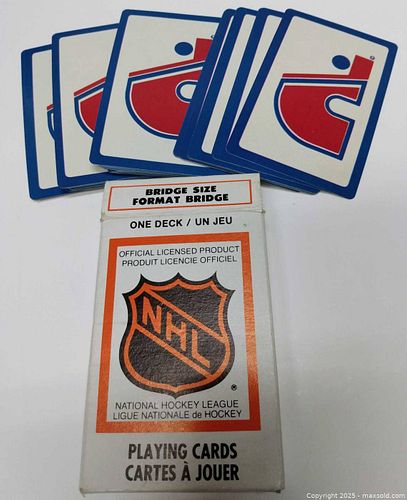 BRIDGE SIZE
FORMAT BRIDGE
ONE DECK / UN JEU
OFFICIAL LICENSED PRODUCT
PRODUIT LICENCIE OFFICIEL
NHL
®
NATIONAL HOCKEY LEAGUE
LIGUE NATIONALE de HOCKEY
PLAYING CARDS
CARTES À JOUER
Copyright © 2025 - maxsold.com